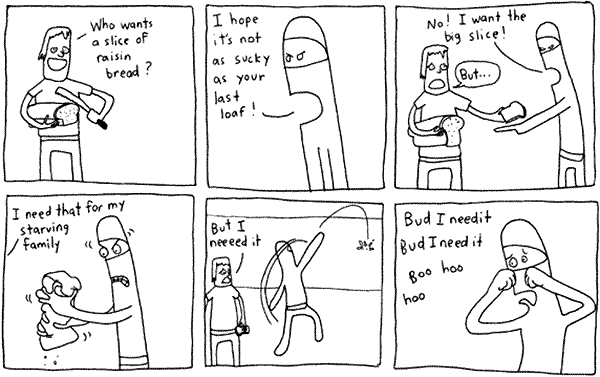 Who wants
a slice of
raisin
bread?
I hope
it's not
as sucky
as your
last
loaf!
No! I want the
big slice!
But...
I need that for my
starving
family
But I
neeeed it
Bud I needit
Bud I need it
Boo hoo
hoo